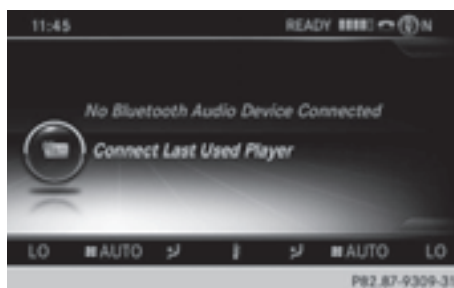 11:45 READY N
No Bluetooth Audio Device Connected
Connect Last Used Player
LO AUTO AUTO LO
P82.87-9309-31